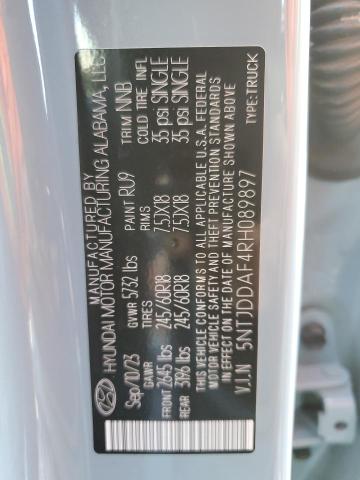 MANUFACTURED BY
HYUNDAI MOTOR MANUFACTURING ALABAMA, LLC
Sep/10/23 GVWR 5732 lbs PAINT RU9 TRIM NNB
GAWR TIRES RIMS COLD TIRE INFL
FRONT 2645 lbs 245/60R18 7.5JX18 35 psi SINGLE
REAR 3196 lbs 245/60R18 7.5JX18 35 psi SINGLE
THIS VEHICLE CONFORMS TO ALL APPLICABLE U.S.A. FEDERAL
MOTOR VEHICLE SAFETY AND THEFT PREVENTION STANDARDS
IN EFFECT ON THE DATE OF MANUFACTURE SHOWN ABOVE
V.I.N 5NTJDDAF4RH089897 TYPE:TRUCK